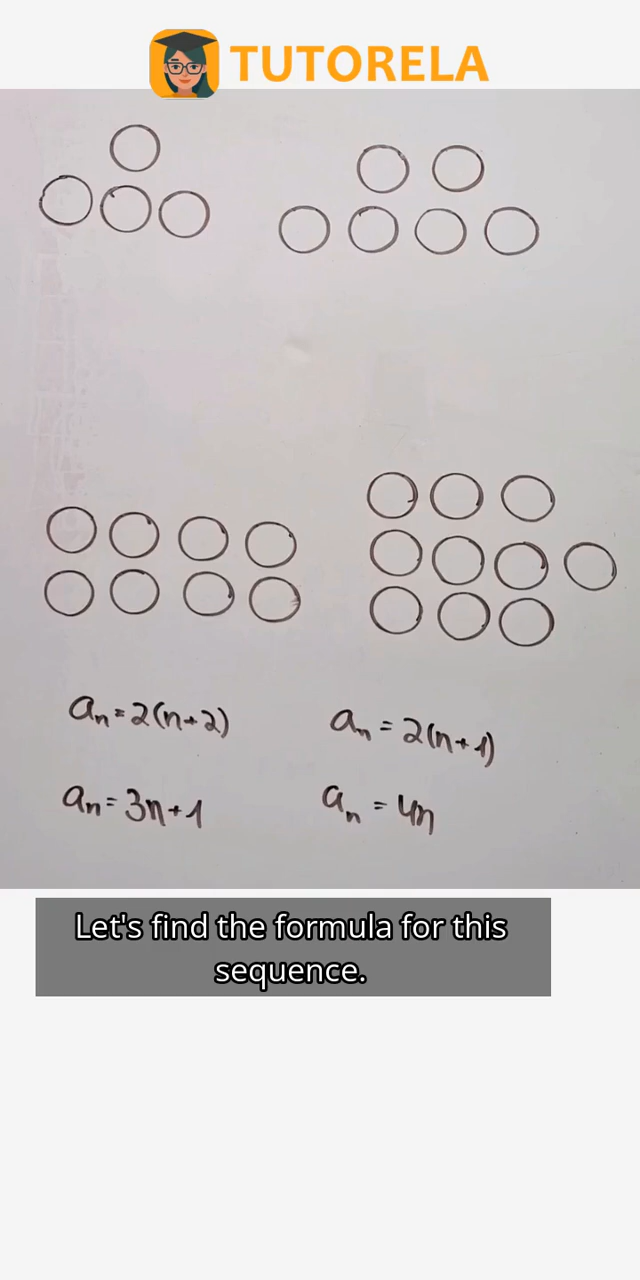 TUTORELA
an = 2(n+2)
an = 2(n+1)
an = 3n+1
an = 4n
Let's find the formula for this
sequence.